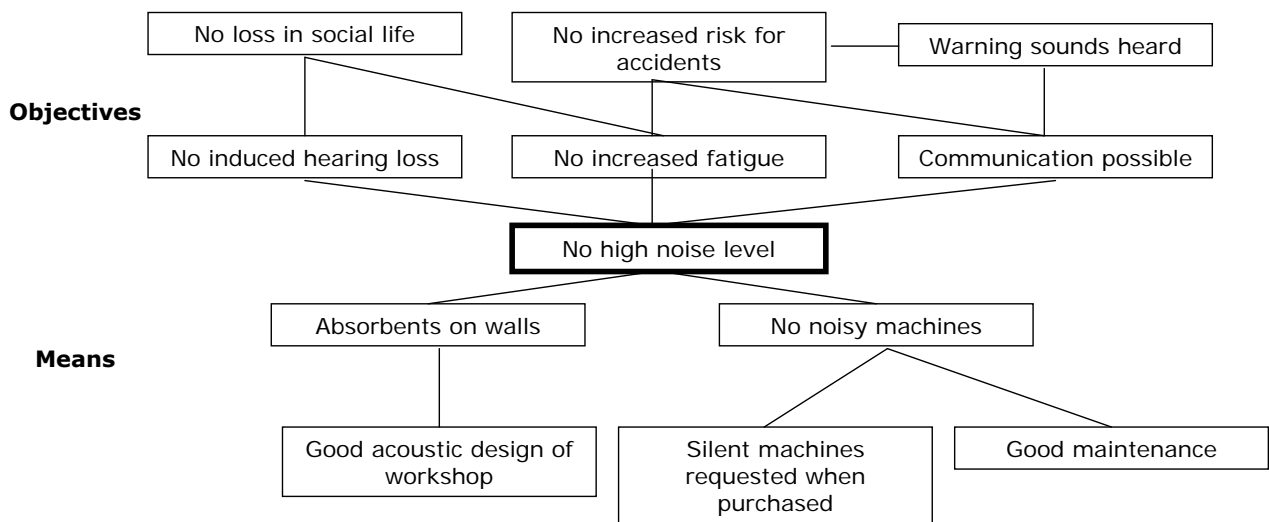 No loss in social life
No increased risk for
accidents
Warning sounds heard
Objectives
No induced hearing loss
No increased fatigue
Communication possible
No high noise level
Absorbents on walls
No noisy machines
Means
Good acoustic design of
workshop
Silent machines
requested when
purchased
Good maintenance